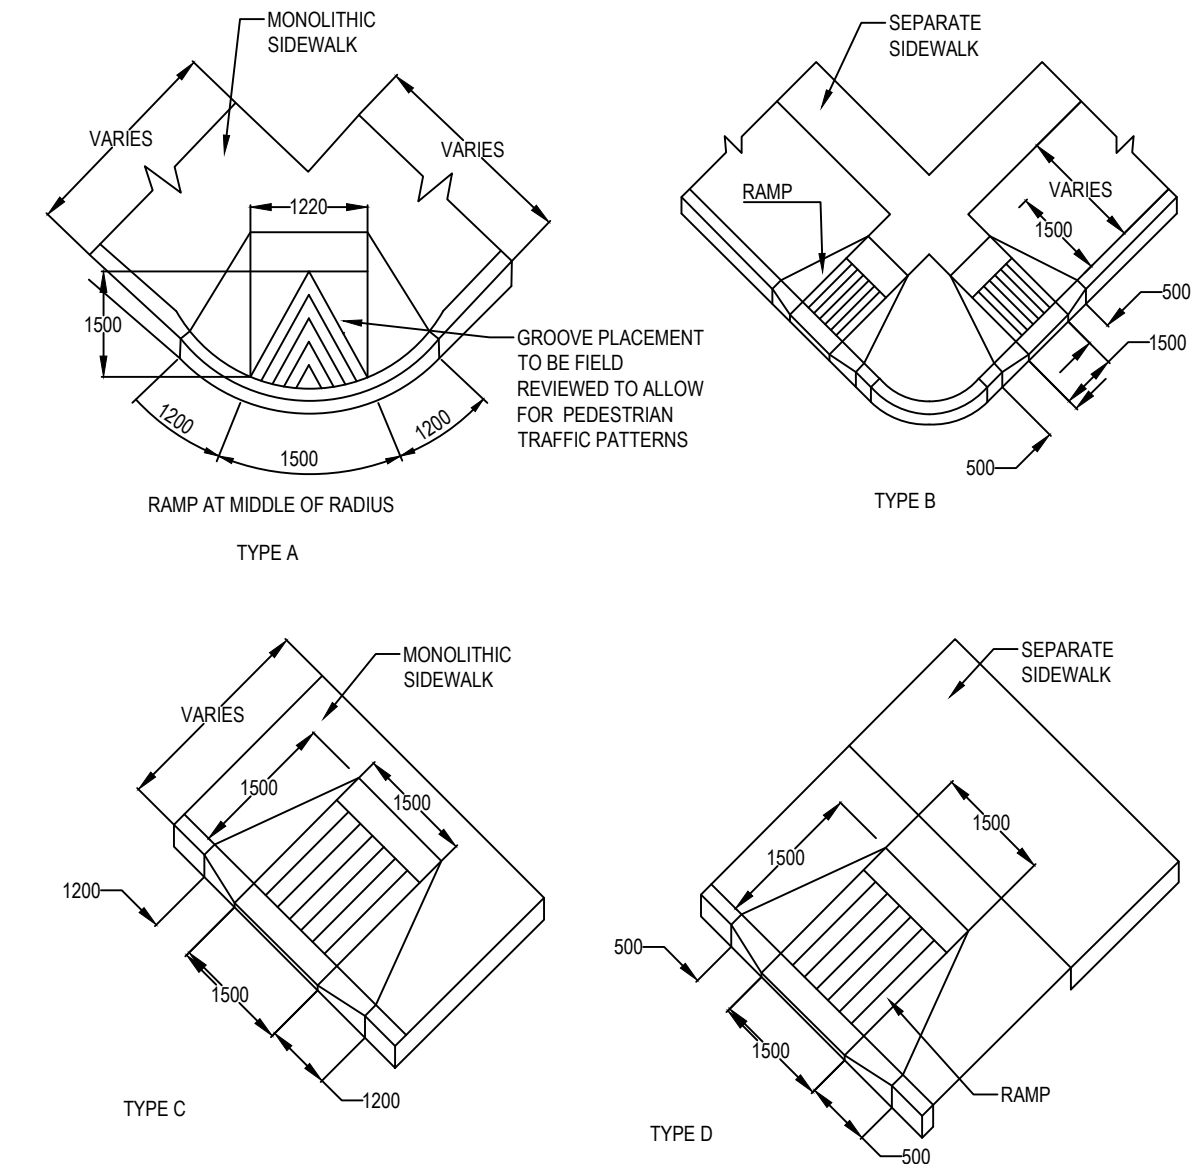 MONOLITHIC
SIDEWALK
VARIES
VARIES
1220
1500
GROOVE PLACEMENT
TO BE FIELD
REVIEWED TO ALLOW
FOR PEDESTRIAN
TRAFFIC PATTERNS
1200
1500
1200
RAMP AT MIDDLE OF RADIUS
TYPE A
SEPARATE
SIDEWALK
RAMP
VARIES
1500
500
1500
500
TYPE B
MONOLITHIC
SIDEWALK
VARIES
1500
1500
1200
1500
1200
TYPE C
SEPARATE
SIDEWALK
1500
1500
500
1500
RAMP
500
TYPE D